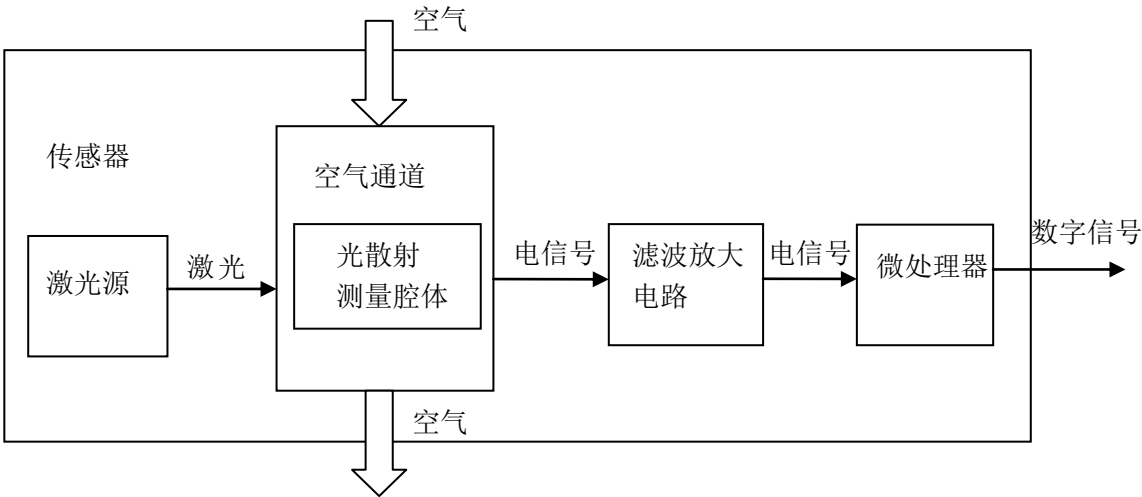 空气
传感器
空气通道
激光源
激光
光散射
测量腔体
电信号
滤波放大
电路
电信号
微处理器
数字信号
空气